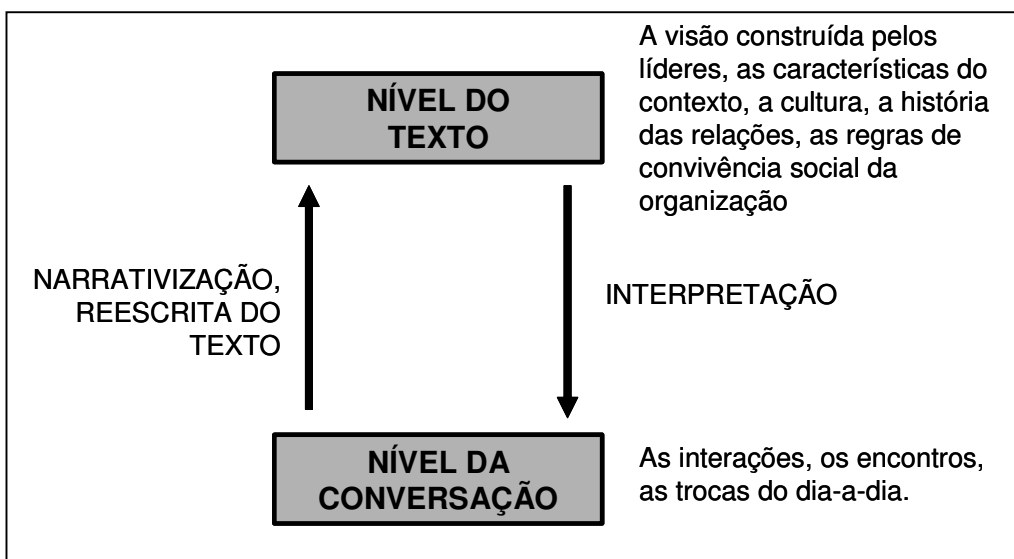 A visão construída pelos
líderes, as características do
contexto, a cultura, a história
das relações, as regras de
convivência social da
organização
NÍVEL DO
TEXTO
NARRATIVIZAÇÃO,
REESCRITA DO
TEXTO
INTERPRETAÇÃO
NÍVEL DA
CONVERSAÇÃO
As interações, os encontros,
as trocas do dia-a-dia.